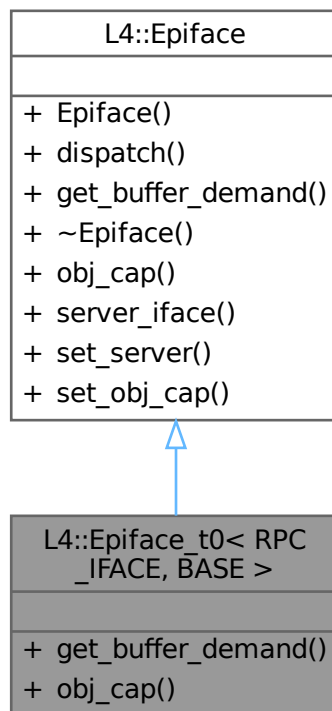 L4::Epiface
+ Epiface()
+ dispatch()
+ get_buffer_demand()
+ ~Epiface()
+ obj_cap()
+ server_iface()
+ set_server()
+ set_obj_cap()
L4::Epiface_t0< RPC
_IFACE, BASE >
+ get_buffer_demand()
+ obj_cap()